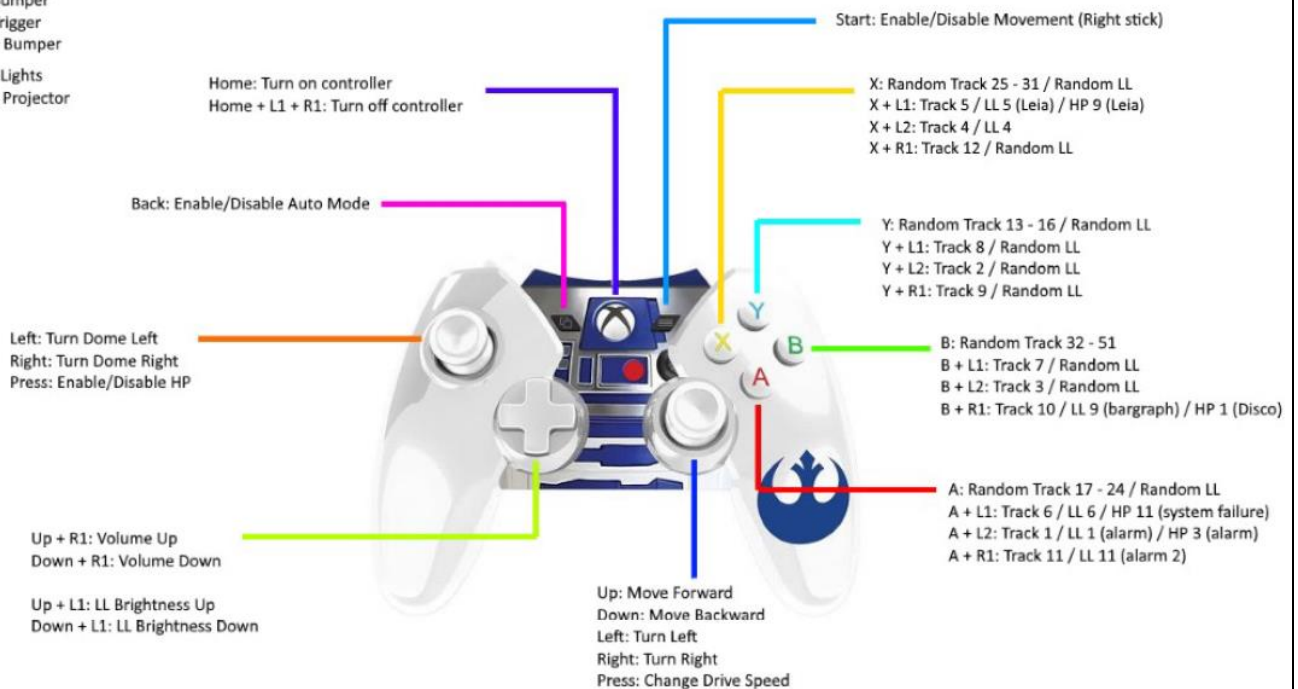 umper
rigger
Bumper
Lights
Projector
Start: Enable/Disable Movement (Right stick)
Home: Turn on controller
Home + L1 + R1: Turn off controller
X: Random Track 25 - 31 / Random LL
X + L1: Track 5 / LL 5 (Leia) / HP 9 (Leia)
X + L2: Track 4 / LL 4
X + R1: Track 12 / Random LL
Back: Enable/Disable Auto Mode
Y: Random Track 13 - 16 / Random LL
Y + L1: Track 8 / Random LL
Y + L2: Track 2 / Random LL
Y + R1: Track 9 / Random LL
Y
X
B
A
Left: Turn Dome Left
Right: Turn Dome Right
Press: Enable/Disable HP
B: Random Track 32 - 51
B + L1: Track 7 / Random LL
B + L2: Track 3 / Random LL
B + R1: Track 10 / LL 9 (bargraph) / HP 1 (Disco)
A: Random Track 17 - 24 / Random LL
A + L1: Track 6 / LL 6 / HP 11 (system failure)
A + L2: Track 1 / LL 1 (alarm) / HP 3 (alarm)
A + R1: Track 11 / LL 11 (alarm 2)
Up + R1: Volume Up
Down + R1: Volume Down
Up + L1: LL Brightness Up
Down + L1: LL Brightness Down
Up: Move Forward
Down: Move Backward
Left: Turn Left
Right: Turn Right
Press: Change Drive Speed